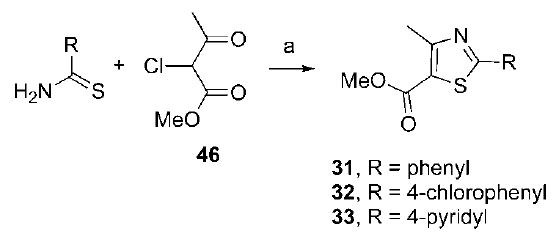 R
H₂N
S
+
Cl
O
O
MeO
46
a
N
S
R
MeO
O
31, R = phenyl
32, R = 4-chlorophenyl
33, R = 4-pyridyl